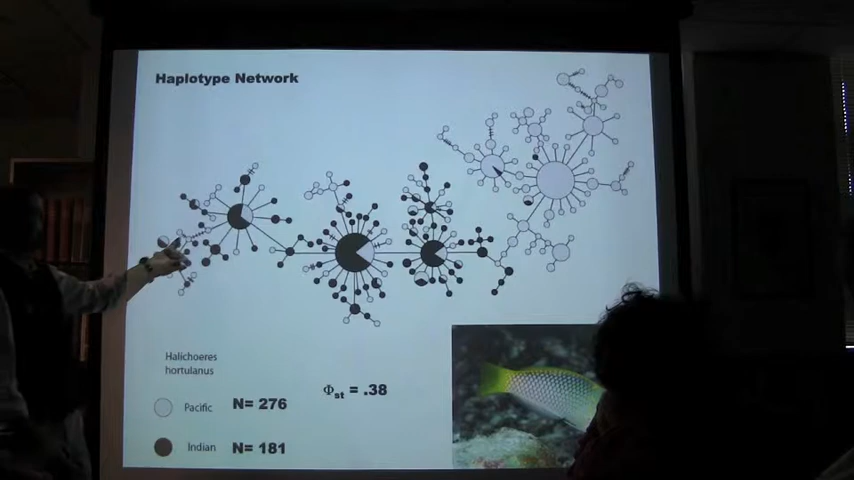 Haplotype Network
Halichoeres
hortulanus
Φst = .38
Pacific N= 276
Indian N= 181